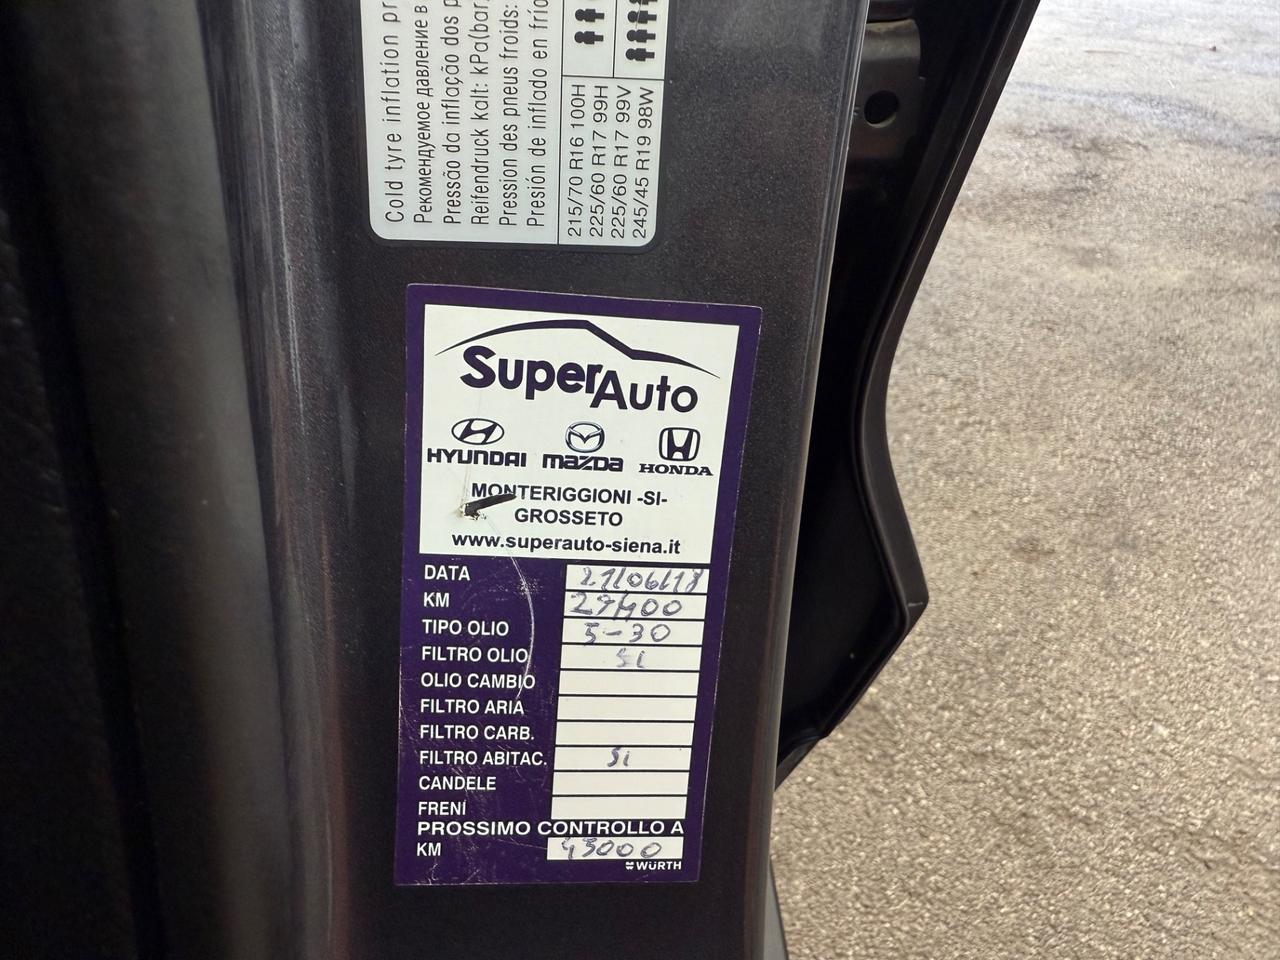 Cold tyre inflation pr
Рекомендуемое давление в
Pressão da inflação dos p
Reifendruck kalt: kPa(bar,
Pression des pneus froids:
Presión de inflado en frío
215/70 R16 100H
225/60 R17 99H
225/60 R17 99V
245/45 R19 98W
SuperAuto
HYUNDAI mazda HONDA
MONTERIGGIONI -SI-
GROSSETO
www.superauto-siena.it
DATA 21/06/18
KM 29400
TIPO OLIO 5-30
FILTRO OLIO Si
OLIO CAMBIO
FILTRO ARIA
FILTRO CARB.
FILTRO ABITAC. Si
CANDELE
FRENI
PROSSIMO CONTROLLO A
KM 45000
WÜRTH